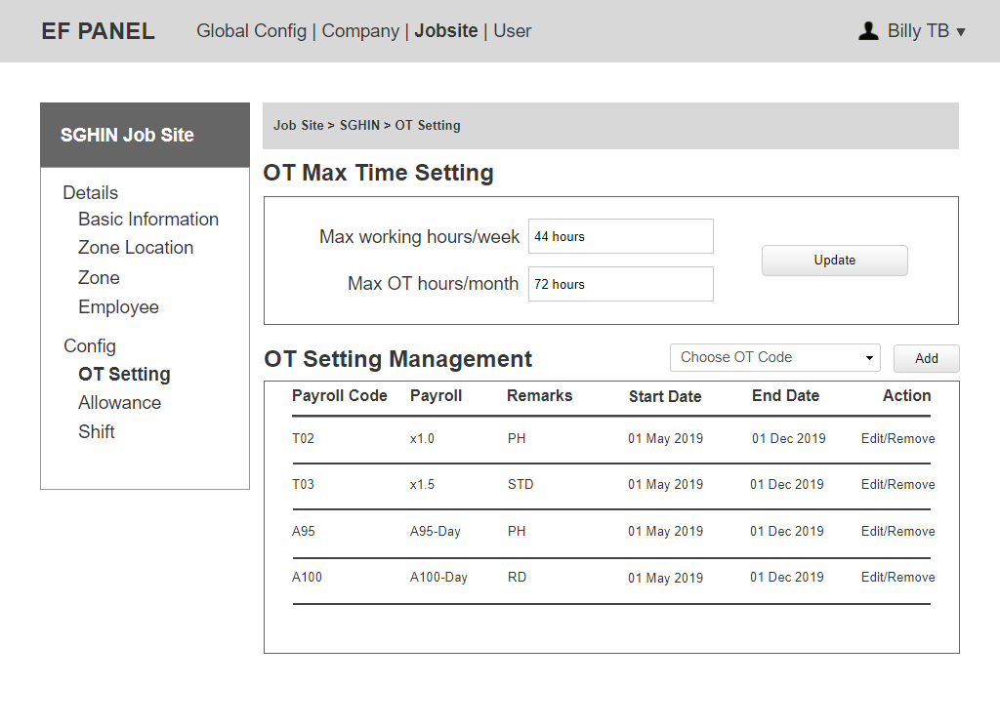 EF PANEL Global Config | Company | Jobsite | User Billy TB ▼
SGHIN Job Site
Details
Basic Information
Zone Location
Zone
Employee
Config
OT Setting
Allowance
Shift
Job Site > SGHIN > OT Setting
OT Max Time Setting
Max working hours/week 44 hours
Update
Max OT hours/month 72 hours
OT Setting Management Choose OT Code Add
Payroll Code Payroll Remarks Start Date End Date Action
T02 x1.0 PH 01 May 2019 01 Dec 2019 Edit/Remove
T03 x1.5 STD 01 May 2019 01 Dec 2019 Edit/Remove
A95 A95-Day PH 01 May 2019 01 Dec 2019 Edit/Remove
A100 A100-Day RD 01 May 2019 01 Dec 2019 Edit/Remove